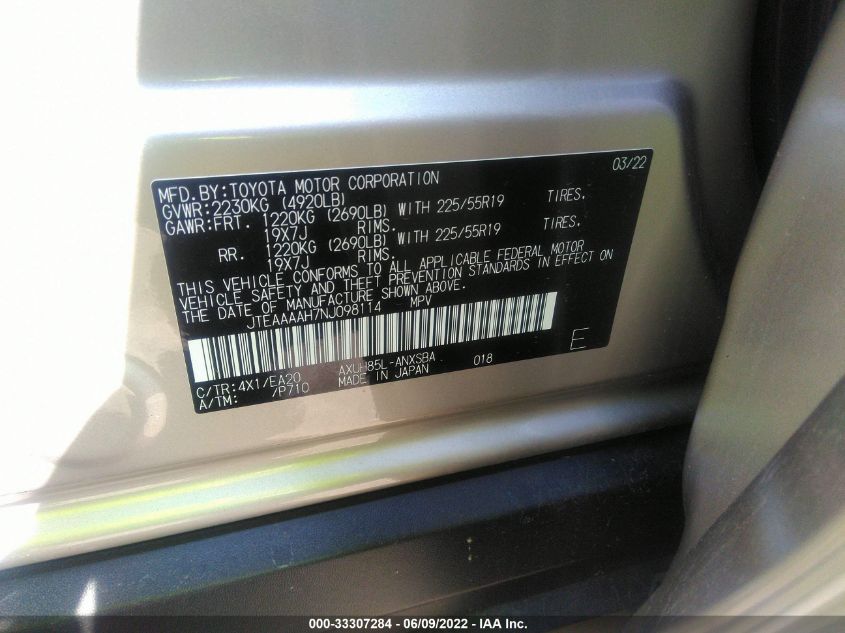 03/22
MFD.BY:TOYOTA MOTOR CORPORATION
GVWR:2230KG (4920LB)
GAWR:FRT. 1220KG (2690LB) WITH 225/55R19 TIRES.
19X7J RIMS.
RR. 1220KG (2690LB) WITH 225/55R19 TIRES.
19X7J RIMS.
THIS VEHICLE CONFORMS TO ALL APPLICABLE FEDERAL MOTOR
VEHICLE SAFETY AND THEFT PREVENTION STANDARDS IN EFFECT ON
THE DATE OF MANUFACTURE SHOWN ABOVE.
JTEAAAAH7NJ098114 MPV
C/TR:4X1/EA20 AXUH85L-ANXSBA 018 E
A/TM: /P710 MADE IN JAPAN
000-33307284 - 06/09/2022 - IAA Inc.